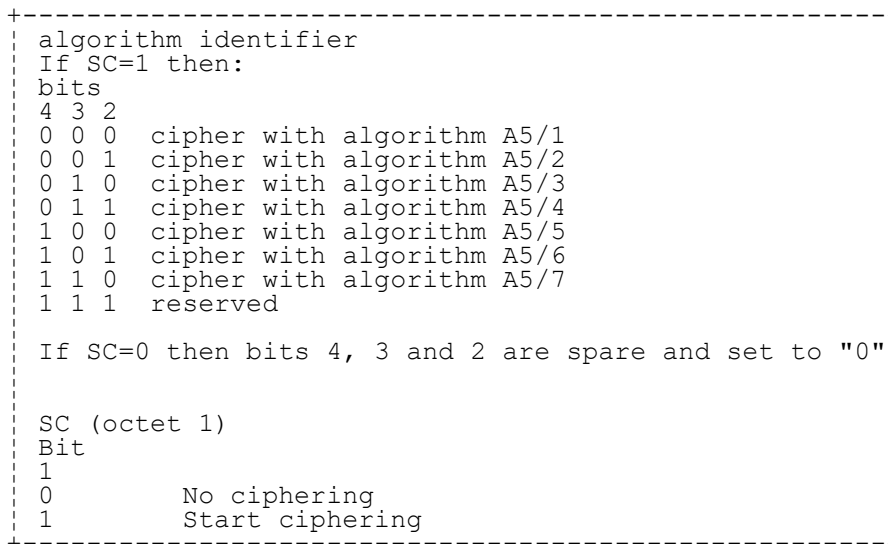 algorithm identifier
If SC=1 then:
bits
4 3 2
0 0 0 cipher with algorithm A5/1
0 0 1 cipher with algorithm A5/2
0 1 0 cipher with algorithm A5/3
0 1 1 cipher with algorithm A5/4
1 0 0 cipher with algorithm A5/5
1 0 1 cipher with algorithm A5/6
1 1 0 cipher with algorithm A5/7
1 1 1 reserved
If SC=0 then bits 4, 3 and 2 are spare and set to "0"
SC (octet 1)
Bit
1
0 No ciphering
1 Start ciphering